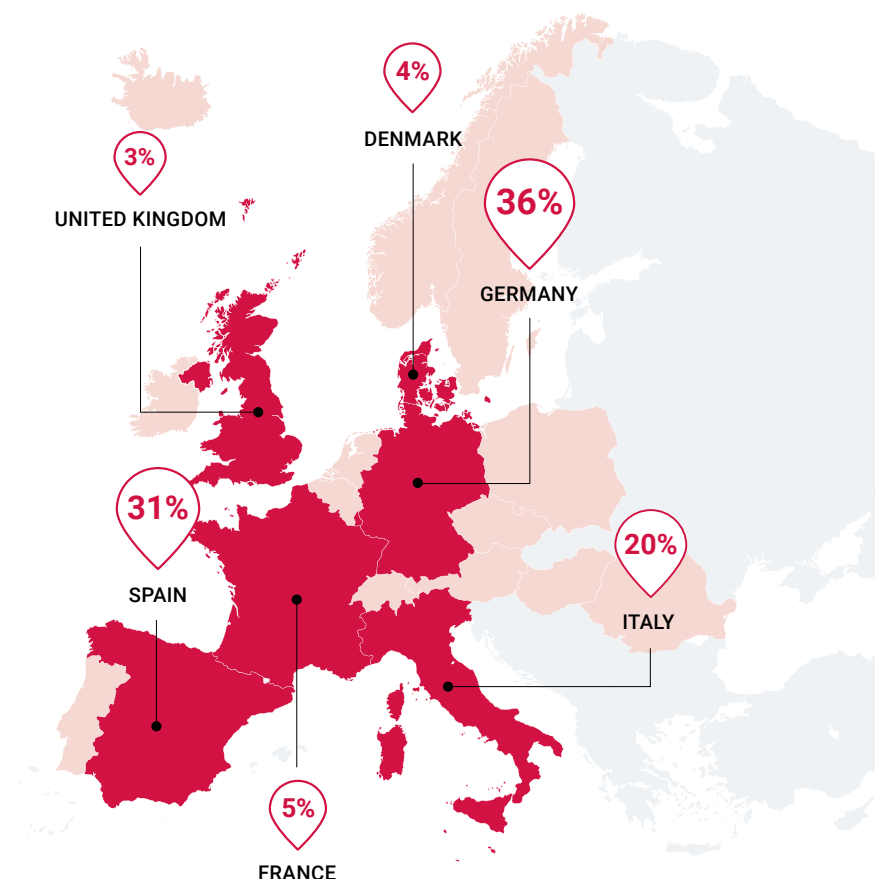 4%
DENMARK
3%
UNITED KINGDOM
36%
GERMANY
31%
SPAIN
20%
ITALY
5%
FRANCE